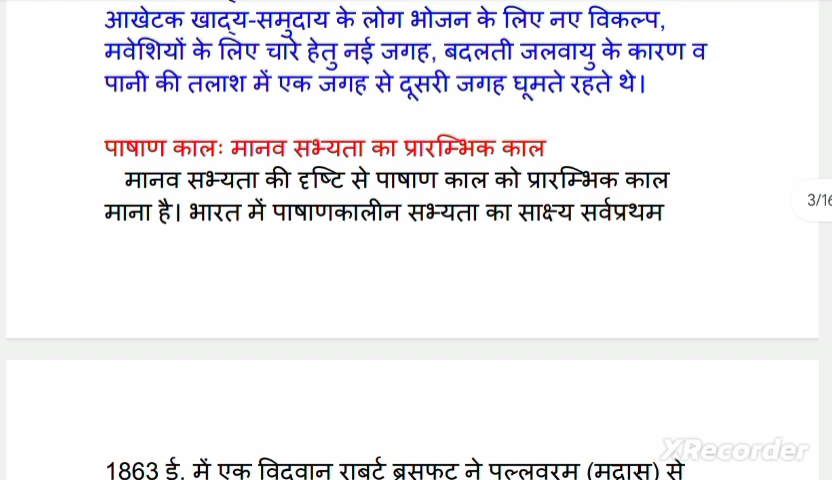 आखेटक खाद्य-समुदाय के लोग भोजन के लिए नए विकल्प,
मवेशियों के लिए चारे हेतु नई जगह, बदलती जलवायु के कारण व
पानी की तलाश में एक जगह से दूसरी जगह घूमते रहते थे।
पाषाण कालः मानव सभ्यता का प्रारम्भिक काल
मानव सभ्यता की दृष्टि से पाषाण काल को प्रारम्भिक काल
माना है। भारत में पाषाणकालीन सभ्यता का साक्ष्य सर्वप्रथम
3/16
XRecorder
1863 ई. में एक विद्वान राबर्ट ब्रूसफुट ने पल्लवरम (मद्रास) से